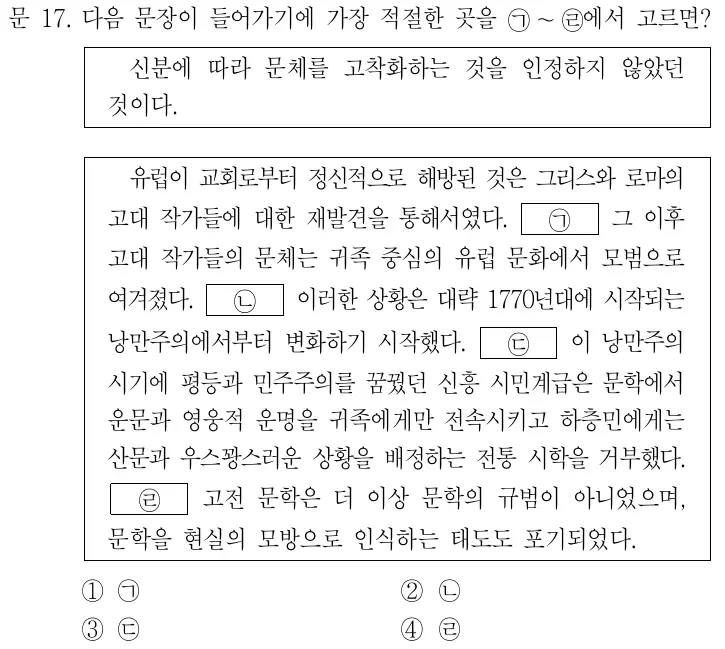 문 17. 다음 문장이 들어가기에 가장 적절한 곳을 ㉠ ~ ㉣에서 고르면?
신분에 따라 문체를 고착화하는 것을 인정하지 않았던
것이다.
유럽이 교회로부터 정신적으로 해방된 것은 그리스와 로마의
고대 작가들에 대한 재발견을 통해서였다. ㉠ 그 이후
고대 작가들의 문체는 귀족 중심의 유럽 문화에서 모범으로
여겨졌다. ㉡ 이러한 상황은 대략 1770년대에 시작되는
낭만주의에서부터 변화하기 시작했다. ㉢ 이 낭만주의
시기에 평등과 민주주의를 꿈꿨던 신흥 시민계급은 문학에서
운문과 영웅적 운명을 귀족에게만 전속시키고 하층민에게는
산문과 우스꽝스러운 상황을 배정하는 전통 시학을 거부했다.
㉣ 고전 문학은 더 이상 문학의 규범이 아니었으며,
문학을 현실의 모방으로 인식하는 태도도 포기되었다.
① ㉠ ② ㉡
③ ㉢ ④ ㉣